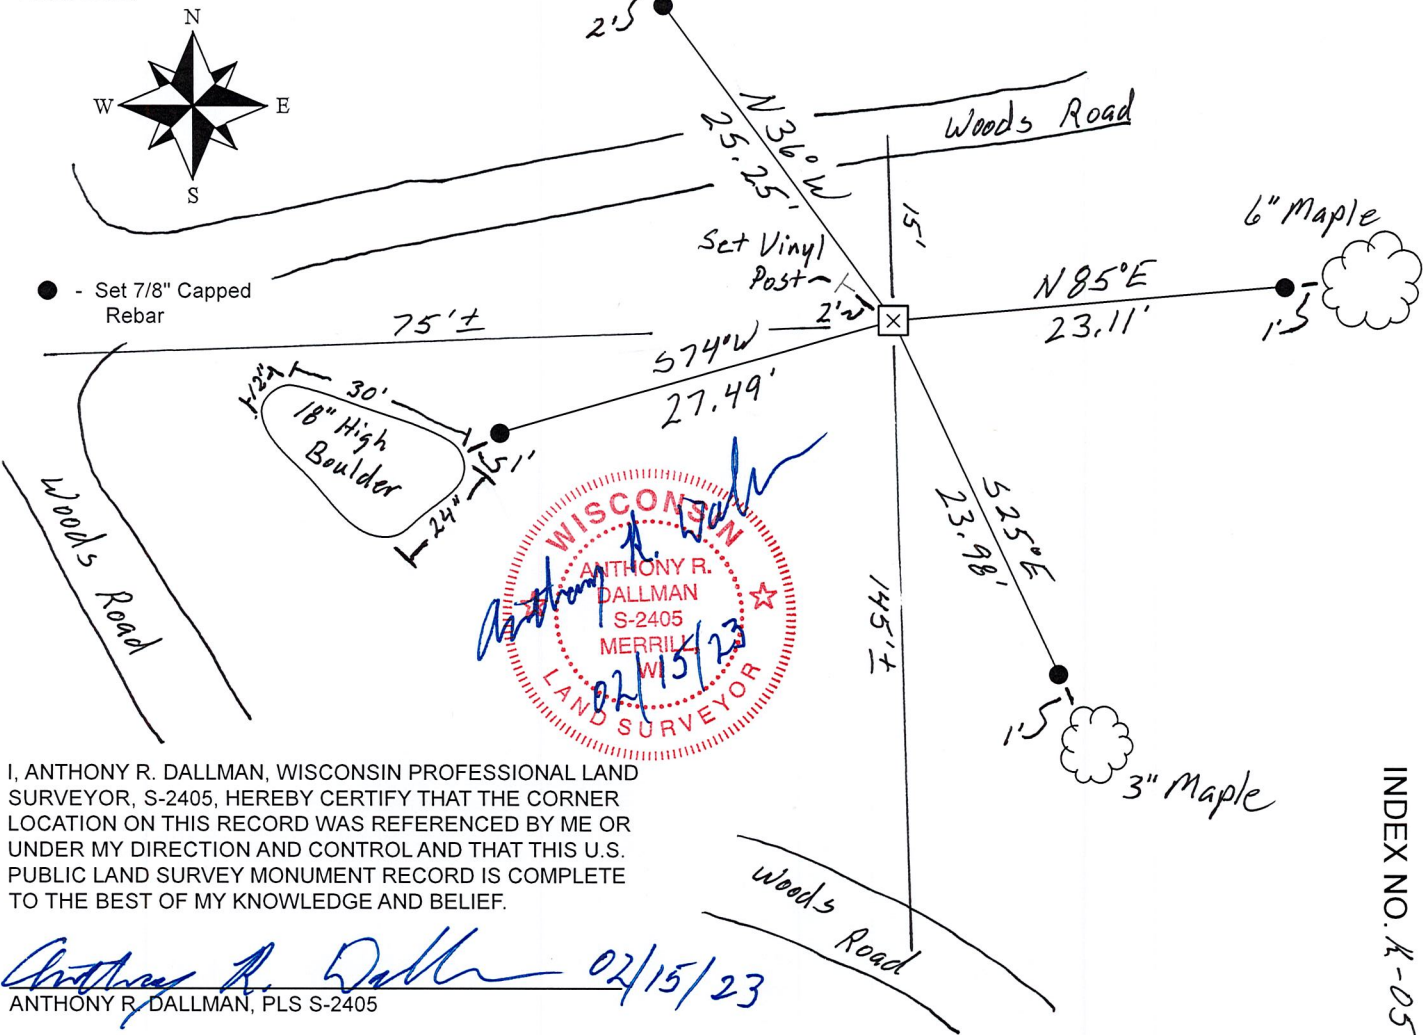 N
W E
S
2'
N36°W
25.25'
Woods Road
15'
6" Maple
Set Vinyl
Post
2'
● - Set 7/8" Capped
Rebar
75'±
N85°E
23.11'
1'
S74°W
27.49'
12"
30'
18" High
Boulder
1'
24"
Woods
Road
S25°E
23.98'
145'±
1'
3" Maple
WISCONSIN
ANTHONY R.
DALLMAN
S-2405
MERRILL
WI
LAND SURVEYOR
Anthony R. Dallman
02/15/23
I, ANTHONY R. DALLMAN, WISCONSIN PROFESSIONAL LAND
SURVEYOR, S-2405, HEREBY CERTIFY THAT THE CORNER
LOCATION ON THIS RECORD WAS REFERENCED BY ME OR
UNDER MY DIRECTION AND CONTROL AND THAT THIS U.S.
PUBLIC LAND SURVEY MONUMENT RECORD IS COMPLETE
TO THE BEST OF MY KNOWLEDGE AND BELIEF.
Woods
Road
Anthony R. Dallman 02/15/23
ANTHONY R. DALLMAN, PLS S-2405
INDEX NO. K-05